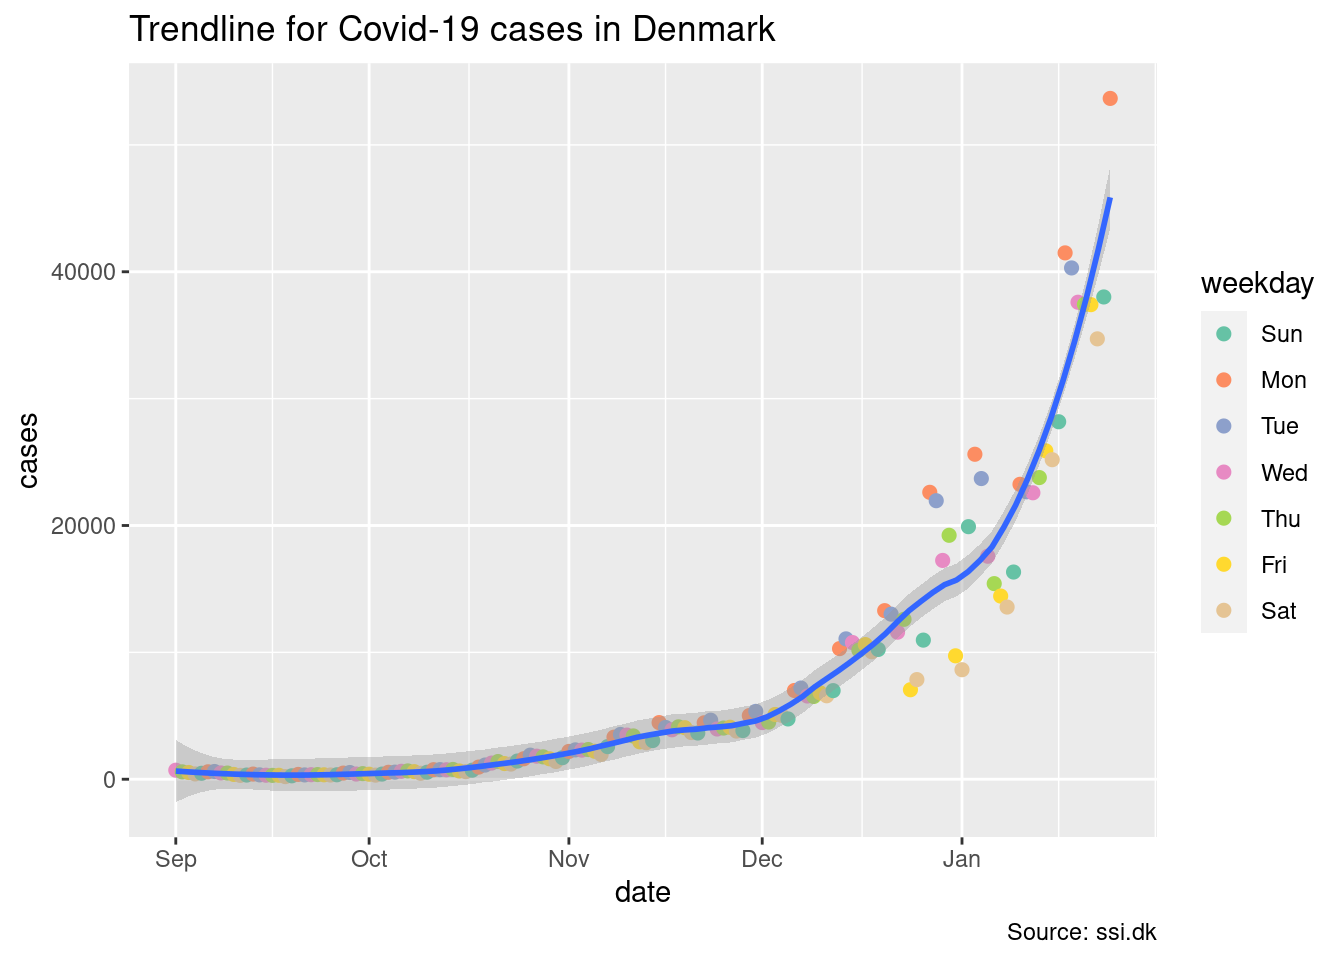 Trendline for Covid-19 cases in Denmark
cases
40000
20000
0
Sep Oct Nov Dec Jan
date
weekday
Sun
Mon
Tue
Wed
Thu
Fri
Sat
Source: ssi.dk